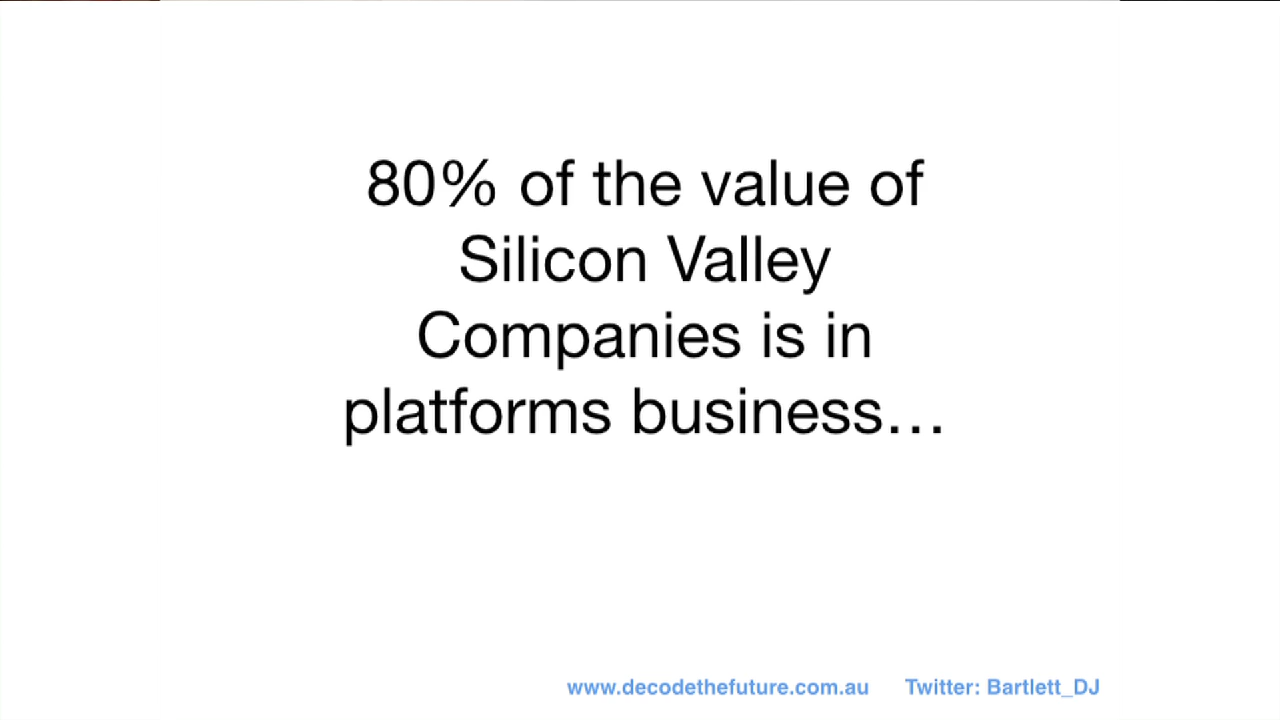 80% of the value of
Silicon Valley
Companies is in
platforms business…
www.decodethefuture.com.au Twitter: Bartlett_DJ